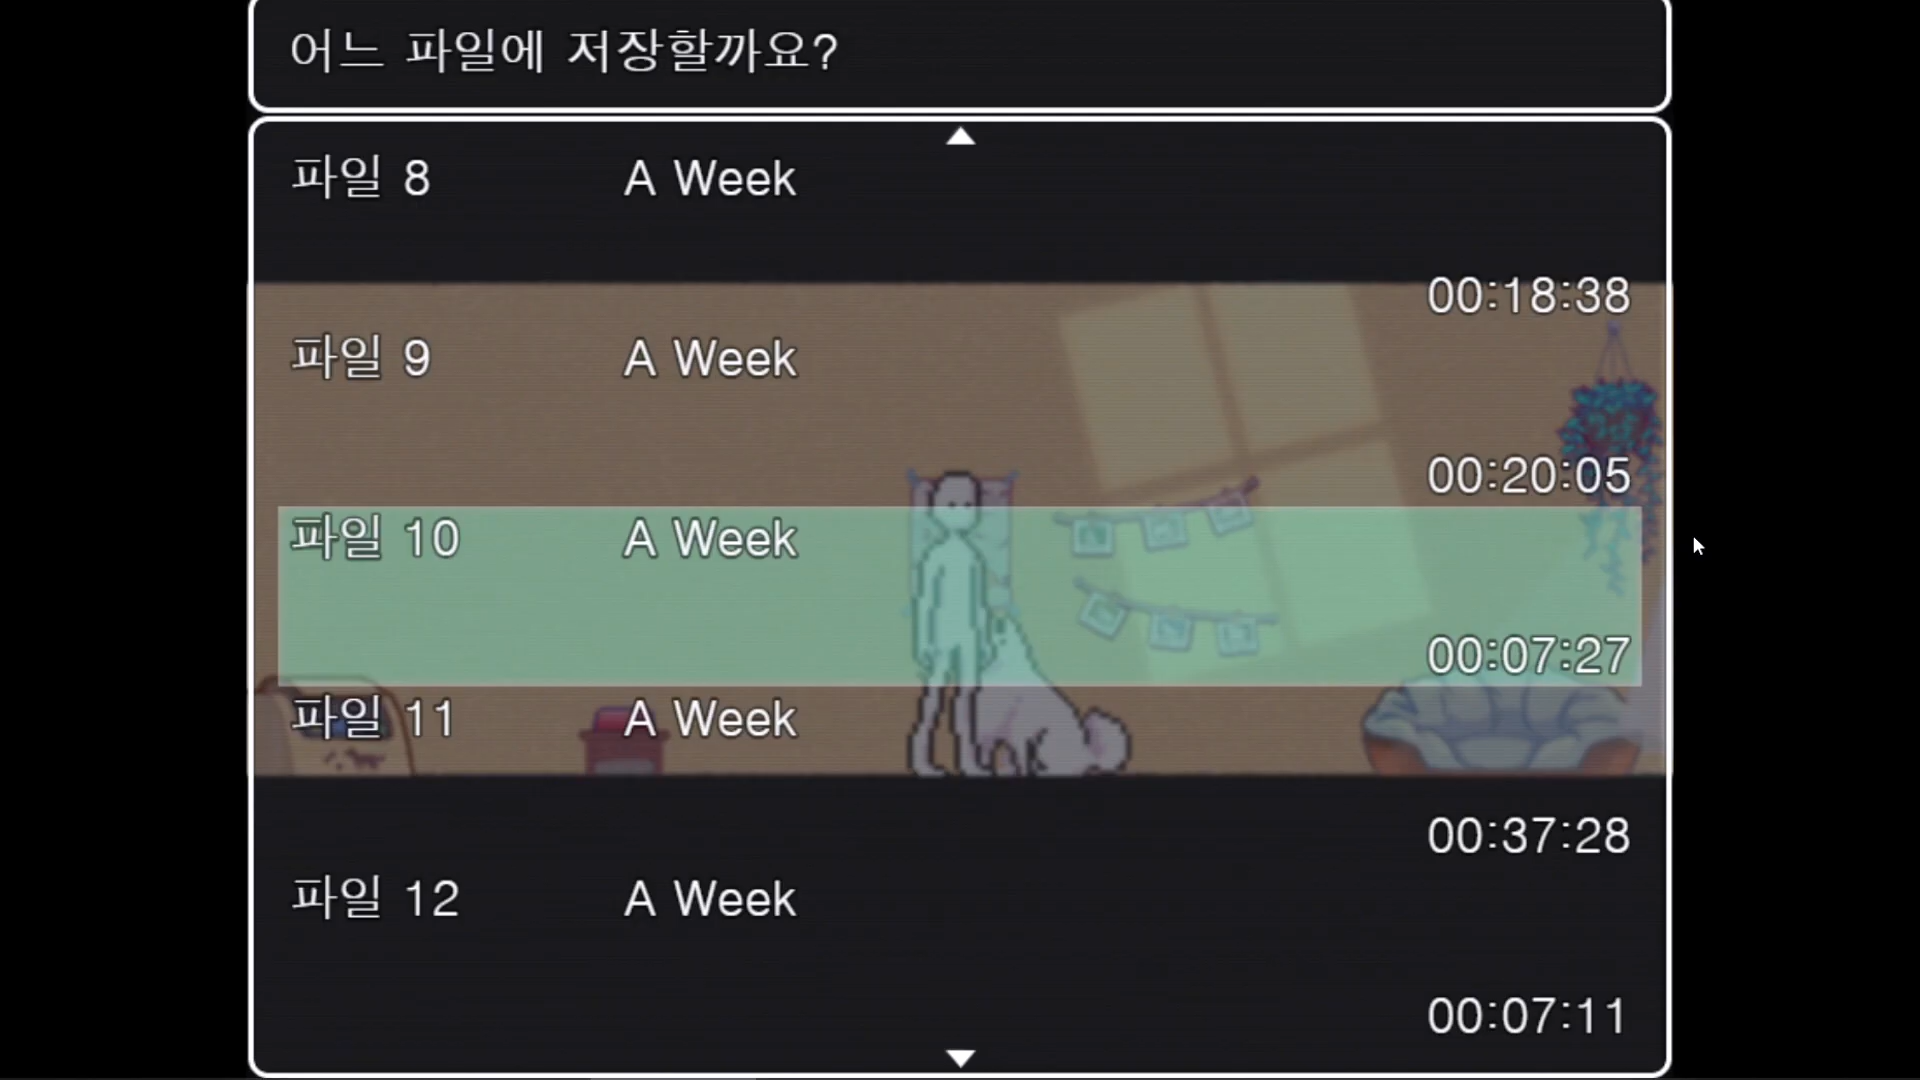 어느 파일에 저장할까요?
파일 8 A Week
00:18:38
파일 9 A Week
00:20:05
파일 10 A Week
00:07:27
파일 11 A Week
00:37:28
파일 12 A Week
00:07:11